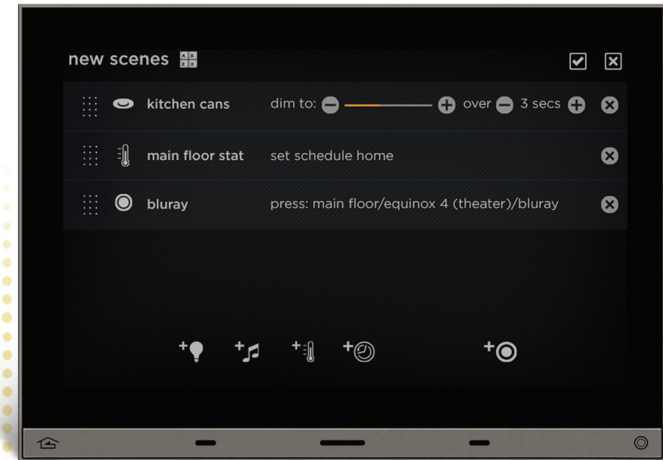 new scenes
kitchen cans dim to: over 3 secs
main floor stat set schedule home
bluray press: main floor/equinox 4 (theater)/bluray